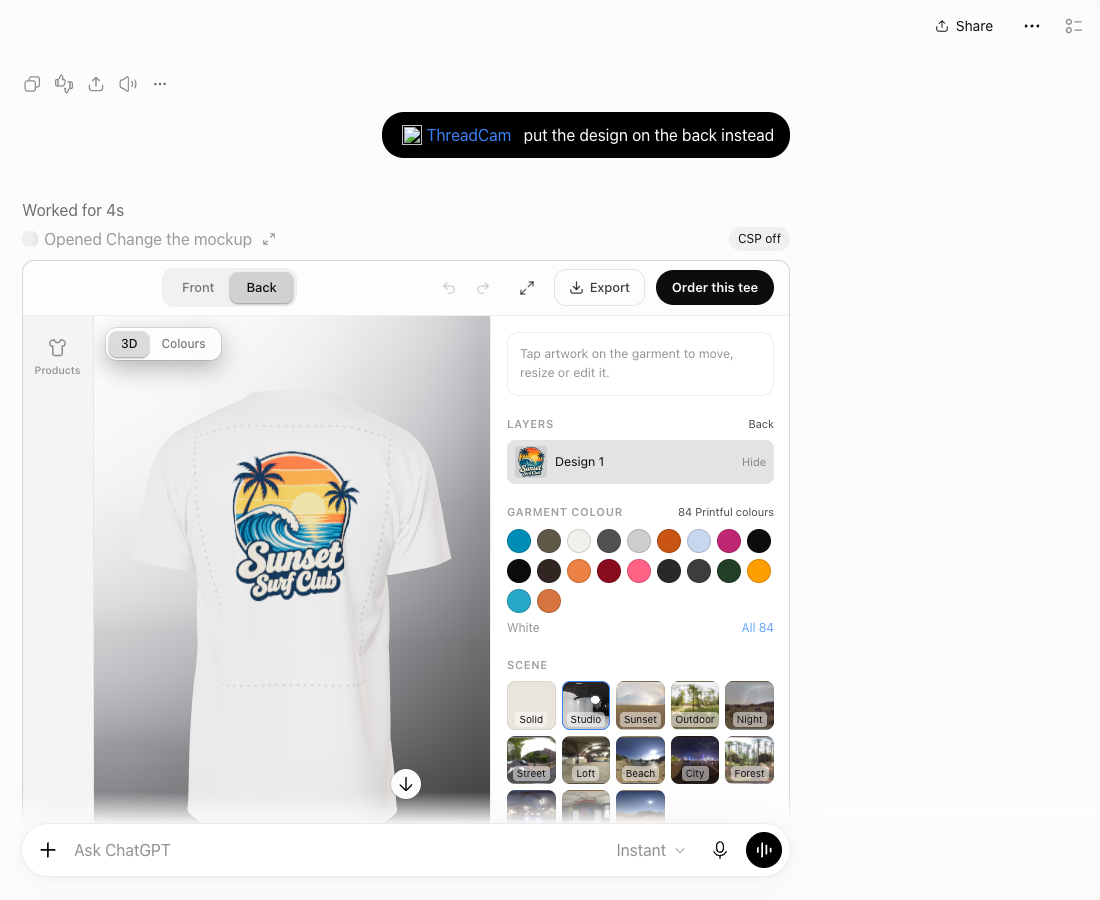 Share
ThreadCam put the design on the back instead
Worked for 4s
Opened Change the mockup
CSP off
Front
Back
Export
Order this tee
Products
3D
Colours
Sunset
Surf Club
Tap artwork on the garment to move,
resize or edit it.
LAYERS
Back
Design 1
Hide
GARMENT COLOUR
84 Printful colours
White
All 84
SCENE
Solid
Studio
Sunset
Outdoor
Night
Street
Loft
Beach
City
Forest
Ask ChatGPT
Instant